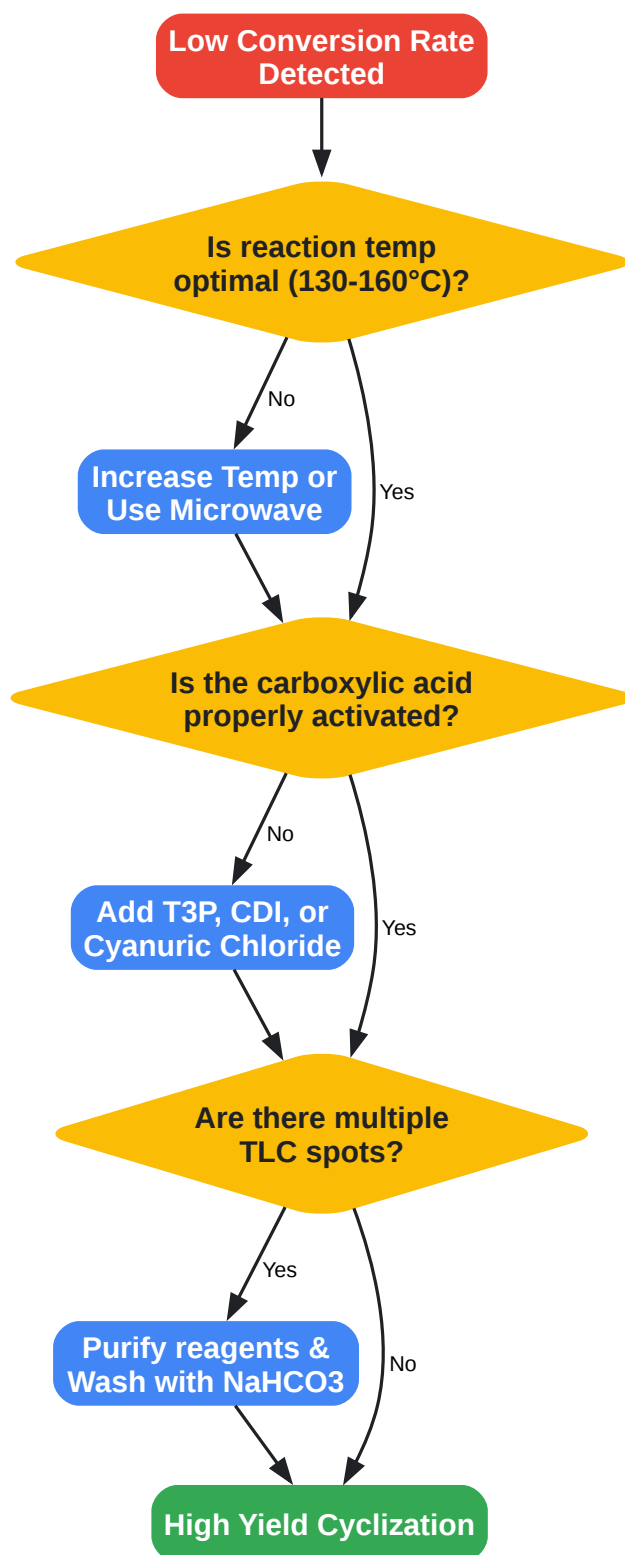 Low Conversion Rate
Detected
Is reaction temp
optimal (130-160°C)?
No
Yes
Increase Temp or
Use Microwave
Is the carboxylic acid
properly activated?
No
Yes
Add T3P, CDI, or
Cyanuric Chloride
Are there multiple
TLC spots?
Yes
No
Purify reagents &
Wash with NaHCO3
High Yield Cyclization